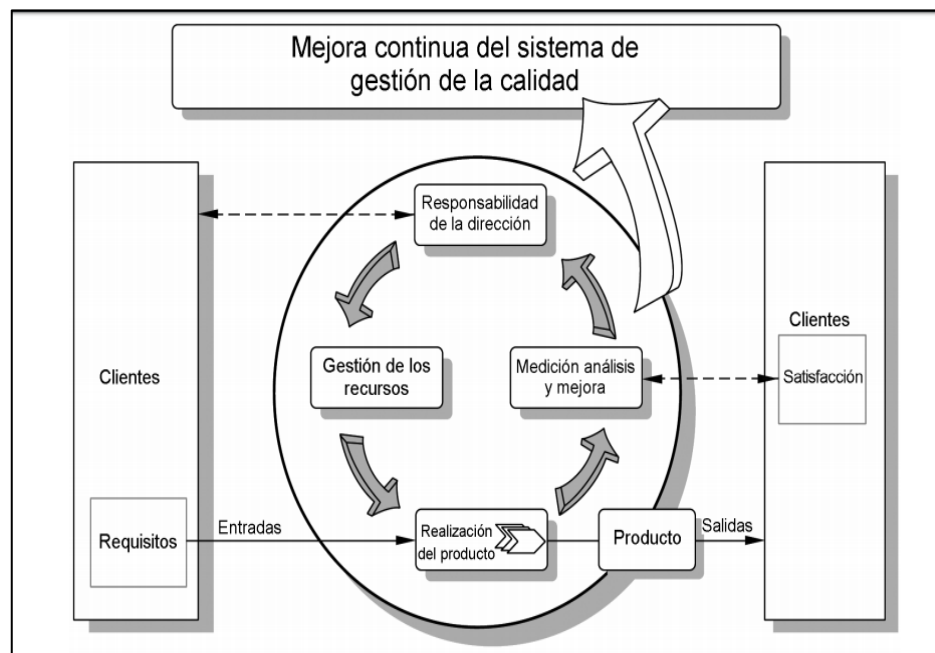 Mejora continua del sistema de
gestión de la calidad
Responsabilidad
de la dirección
Clientes
Gestión de los
recursos
Medición análisis
y mejora
Clientes
Satisfacción
Requisitos
Entradas
Realización
del producto
Producto
Salidas